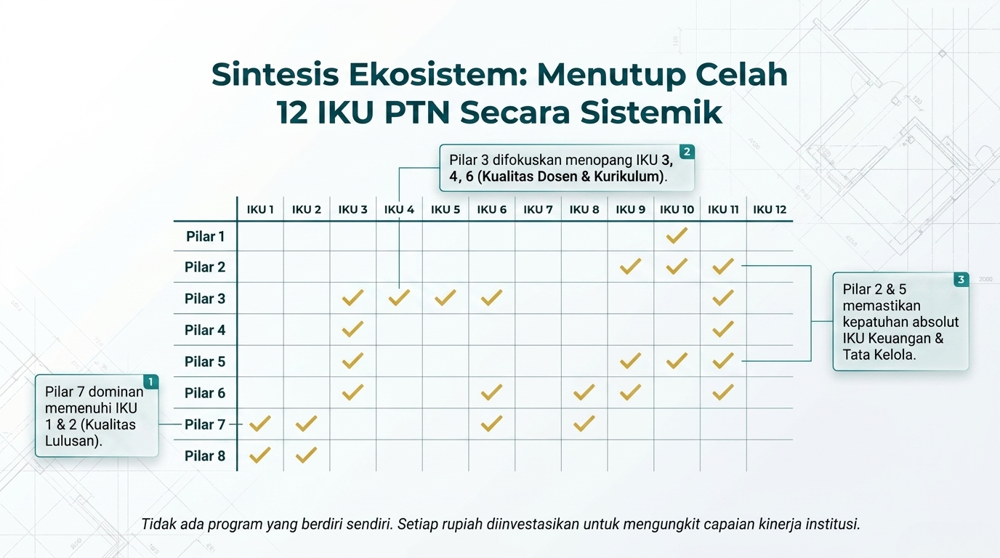 Sintesis Ekosistem: Menutup Celah
12 IKU PTN Secara Sistemik
2
Pilar 3 difokuskan menopang IKU 3,
4, 6 (Kualitas Dosen & Kurikulum).
IKU 1 IKU 2 IKU 3 IKU 4 IKU 5 IKU 6 IKU 7 IKU 8 IKU 9 IKU 10 IKU 11 IKU 12
Pilar 1
Pilar 2
Pilar 3
Pilar 4
Pilar 5
Pilar 6
Pilar 7
Pilar 8
3
Pilar 2 & 5
memastikan
kepatuhan absolut
IKU Keuangan &
Tata Kelola.
1
Pilar 7 dominan
memenuhi IKU
1 & 2 (Kualitas
Lulusan).
Tidak ada program yang berdiri sendiri. Setiap rupiah diinvestasikan untuk mengungkit capaian kinerja institusi.